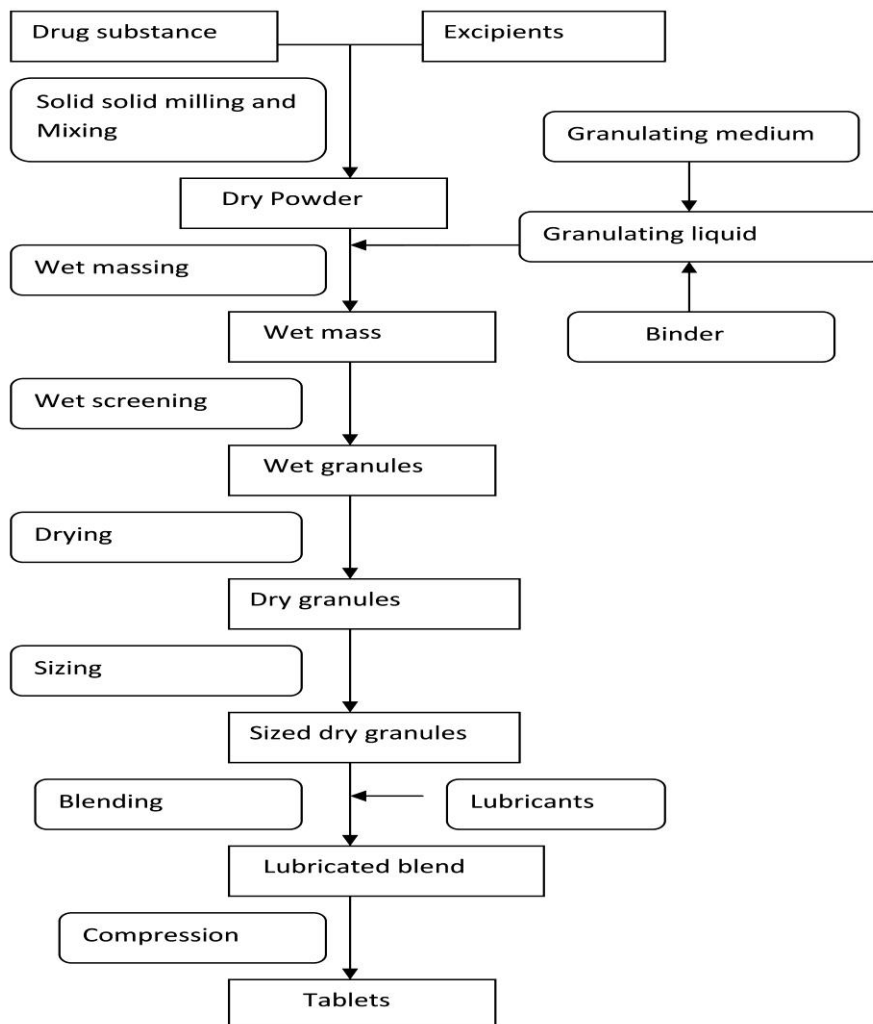 Drug substance
Excipients
Solid solid milling and
Mixing
Granulating medium
Dry Powder
Granulating liquid
Wet massing
Wet mass
Binder
Wet screening
Wet granules
Drying
Dry granules
Sizing
Sized dry granules
Blending
Lubricants
Lubricated blend
Compression
Tablets